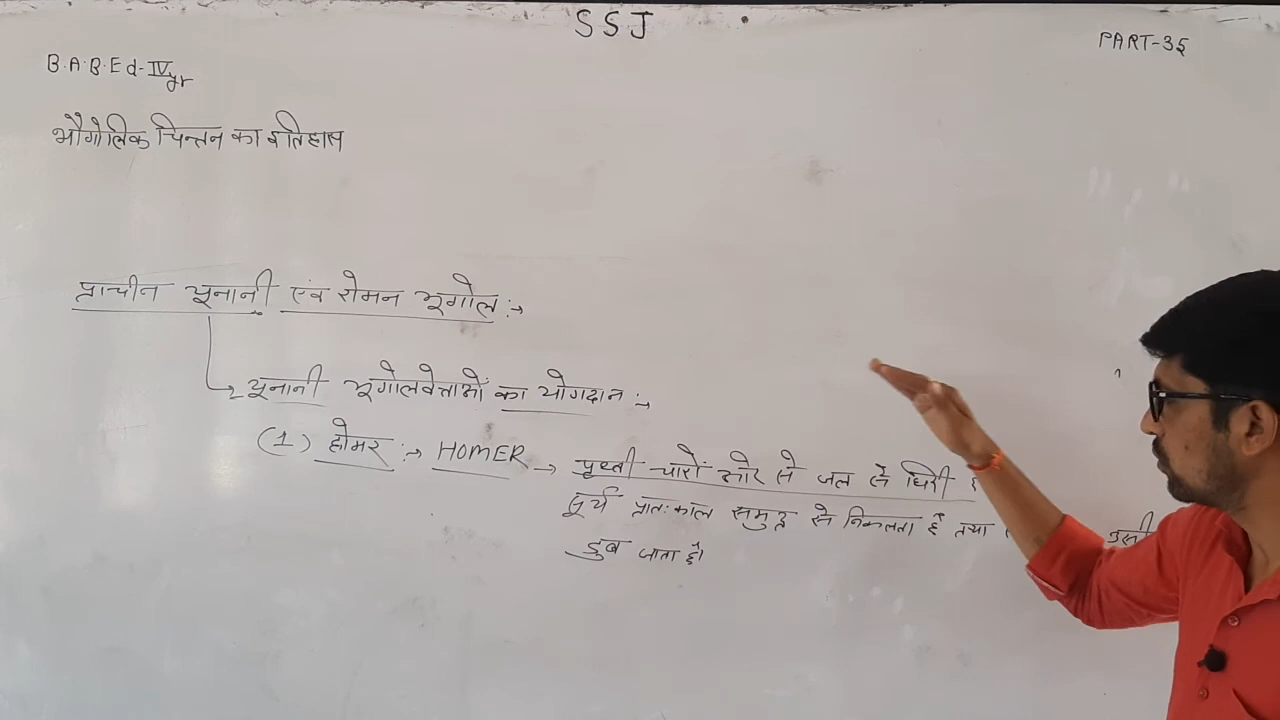 SSJ
PART-35
B.A.B.Ed-IV yr
भौगोलिक चिन्तन का इतिहास
प्राचीन यूनानी एवं रोमन भूगोल :→
यूनानी भूगोलवेत्ताओं का योगदान :→
(1) होमर :→ HOMER → पृथ्वी चारों ओर से जल से घिरी
सूर्य प्रातःकाल समुद्र से निकलता है तथा उसी
डुब जाता है।